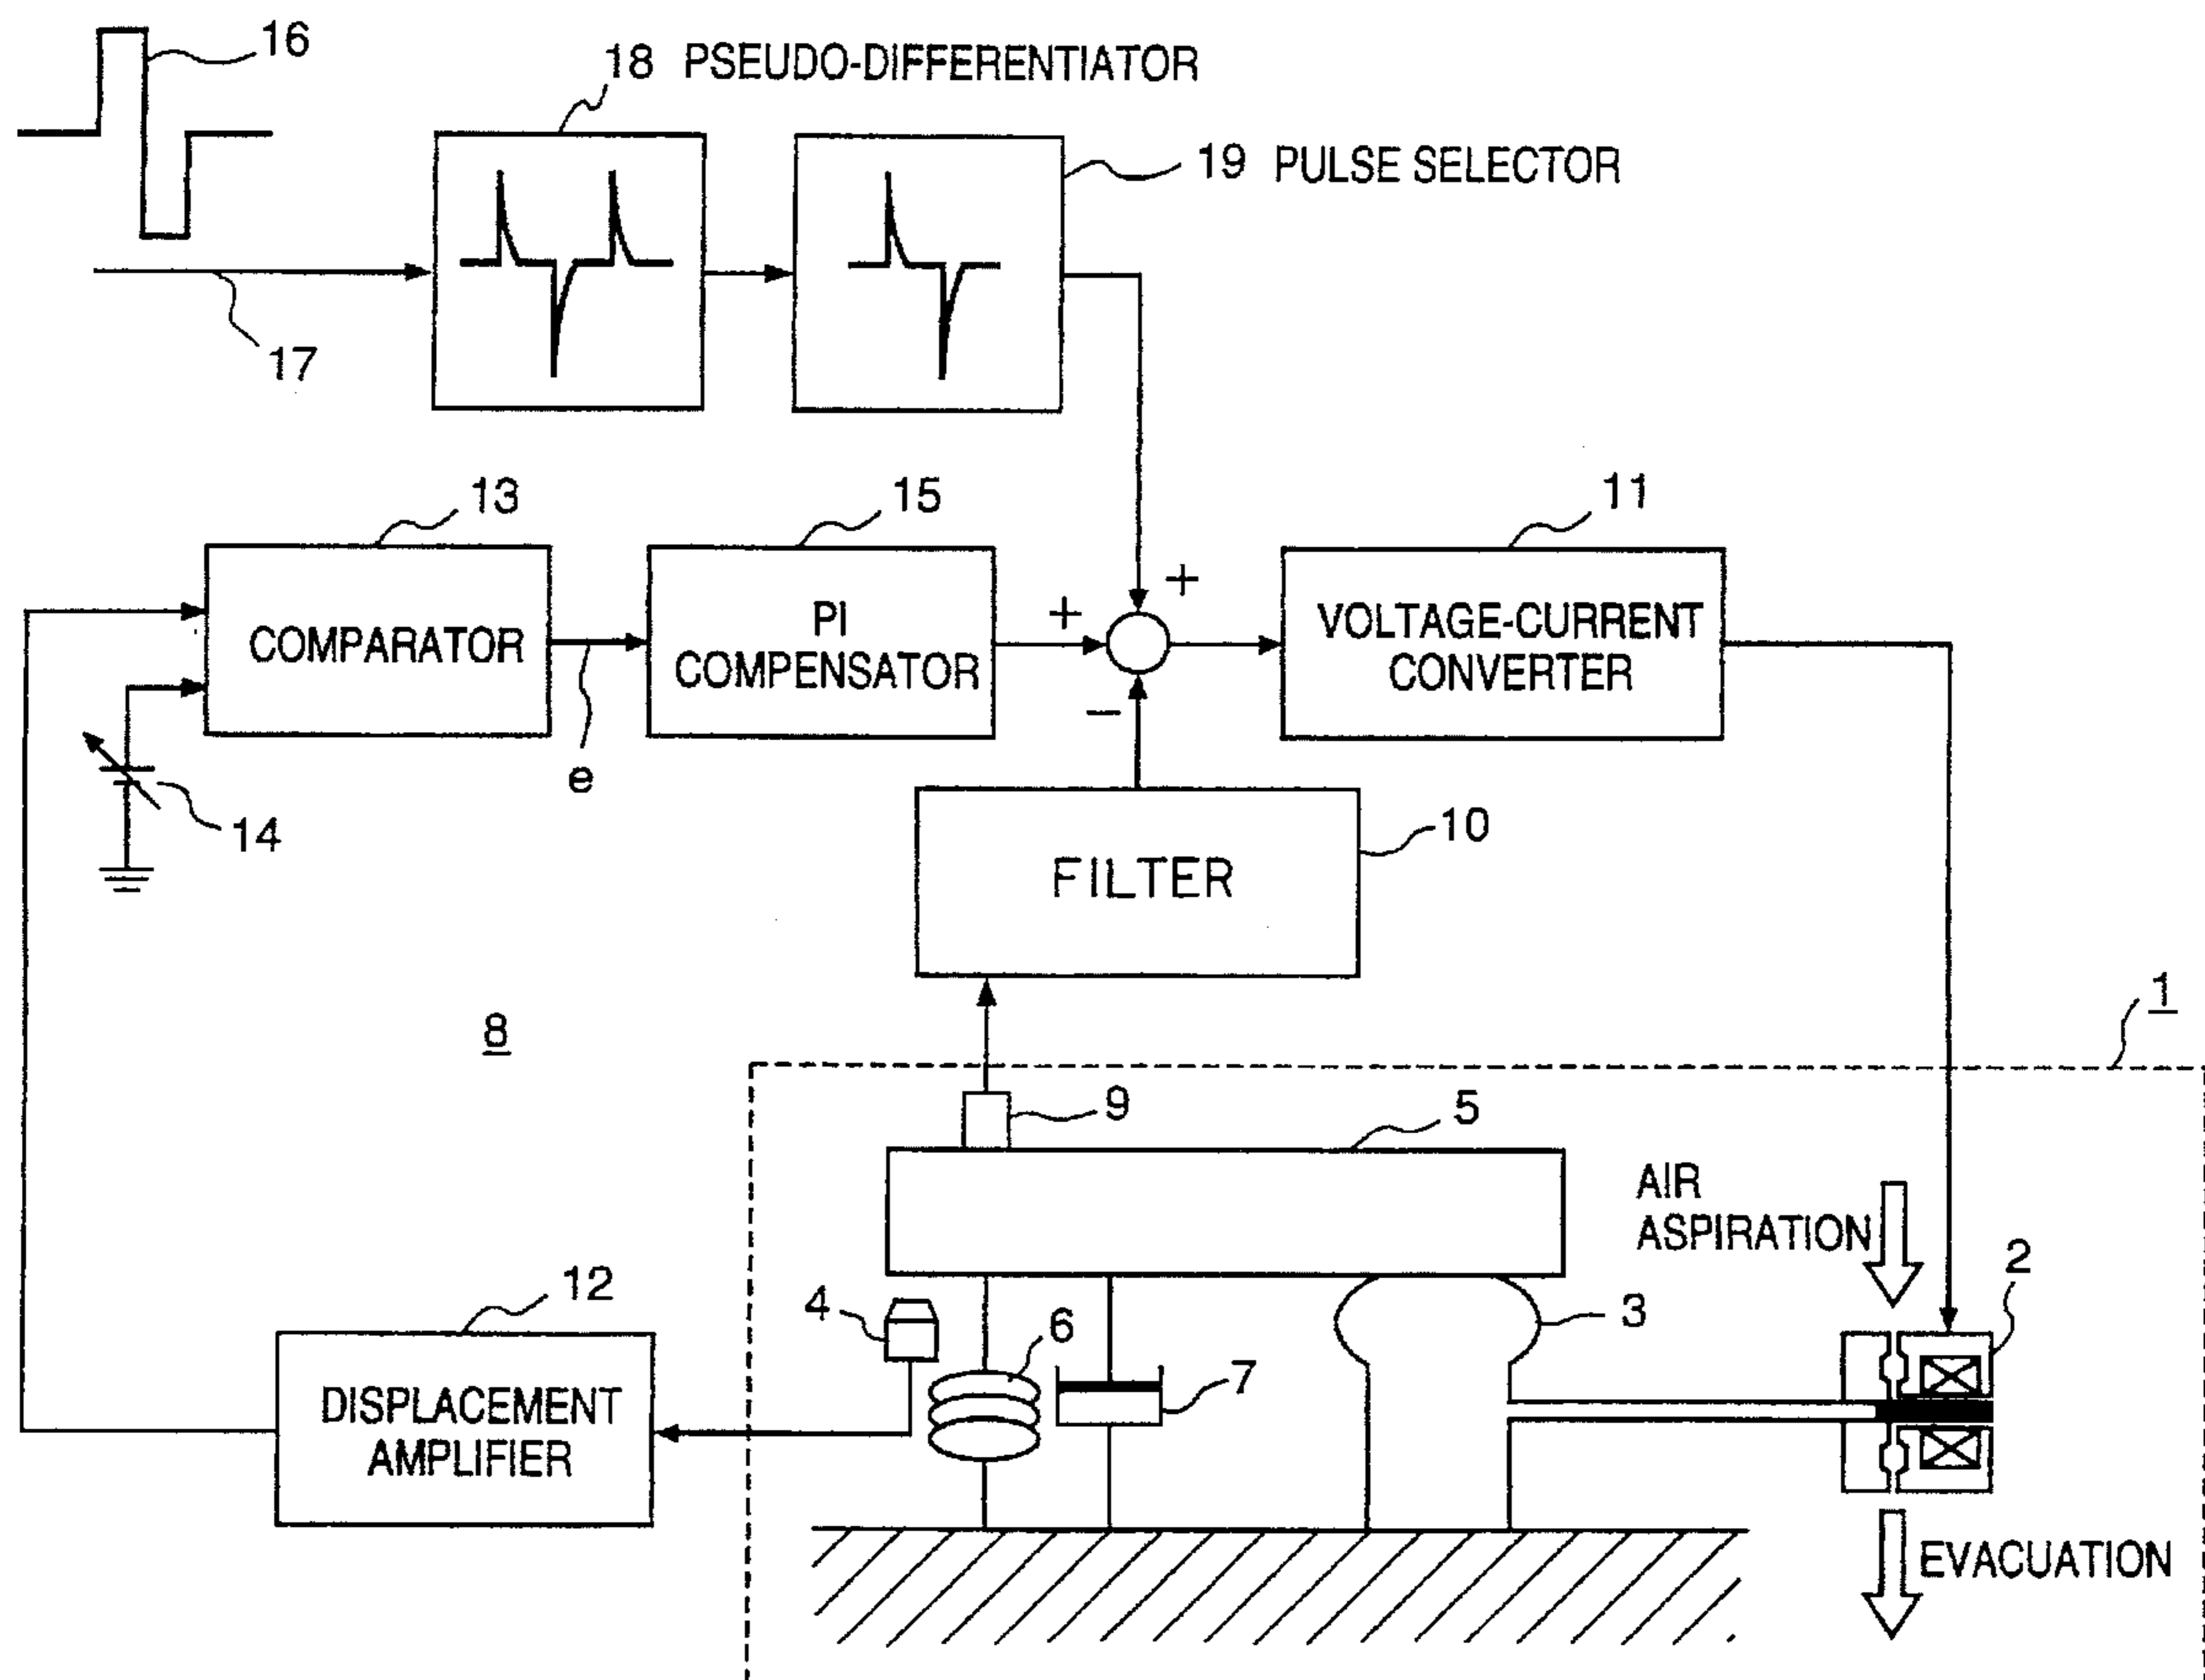 16
18 PSEUDO-DIFFERENTIATOR
19 PULSE SELECTOR
17
13
15
11
+
+
COMPARATOR
PI
COMPENSATOR
VOLTAGE-CURRENT
CONVERTER
−
e
14
10
FILTER
8
1
9
5
AIR
ASPIRATION
2
12
4
6
3
7
DISPLACEMENT
AMPLIFIER
EVACUATION